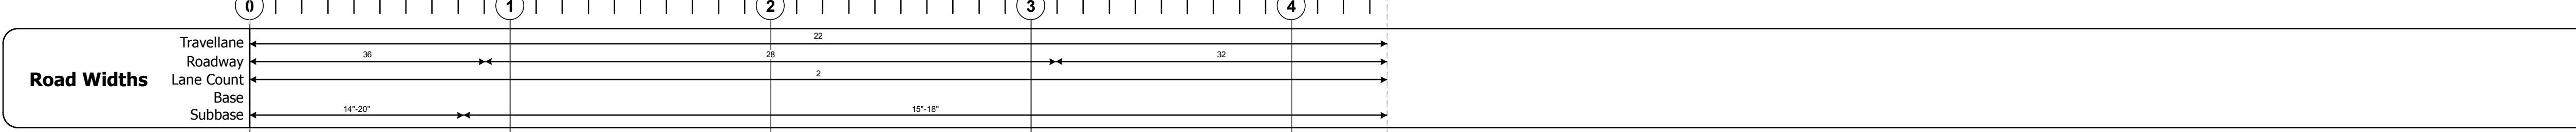 0 1 2 3 4
Travellane 22
Roadway 36 28 32
Road Widths
Lane Count 2
Base
Subbase 14"-20" 15"-18"